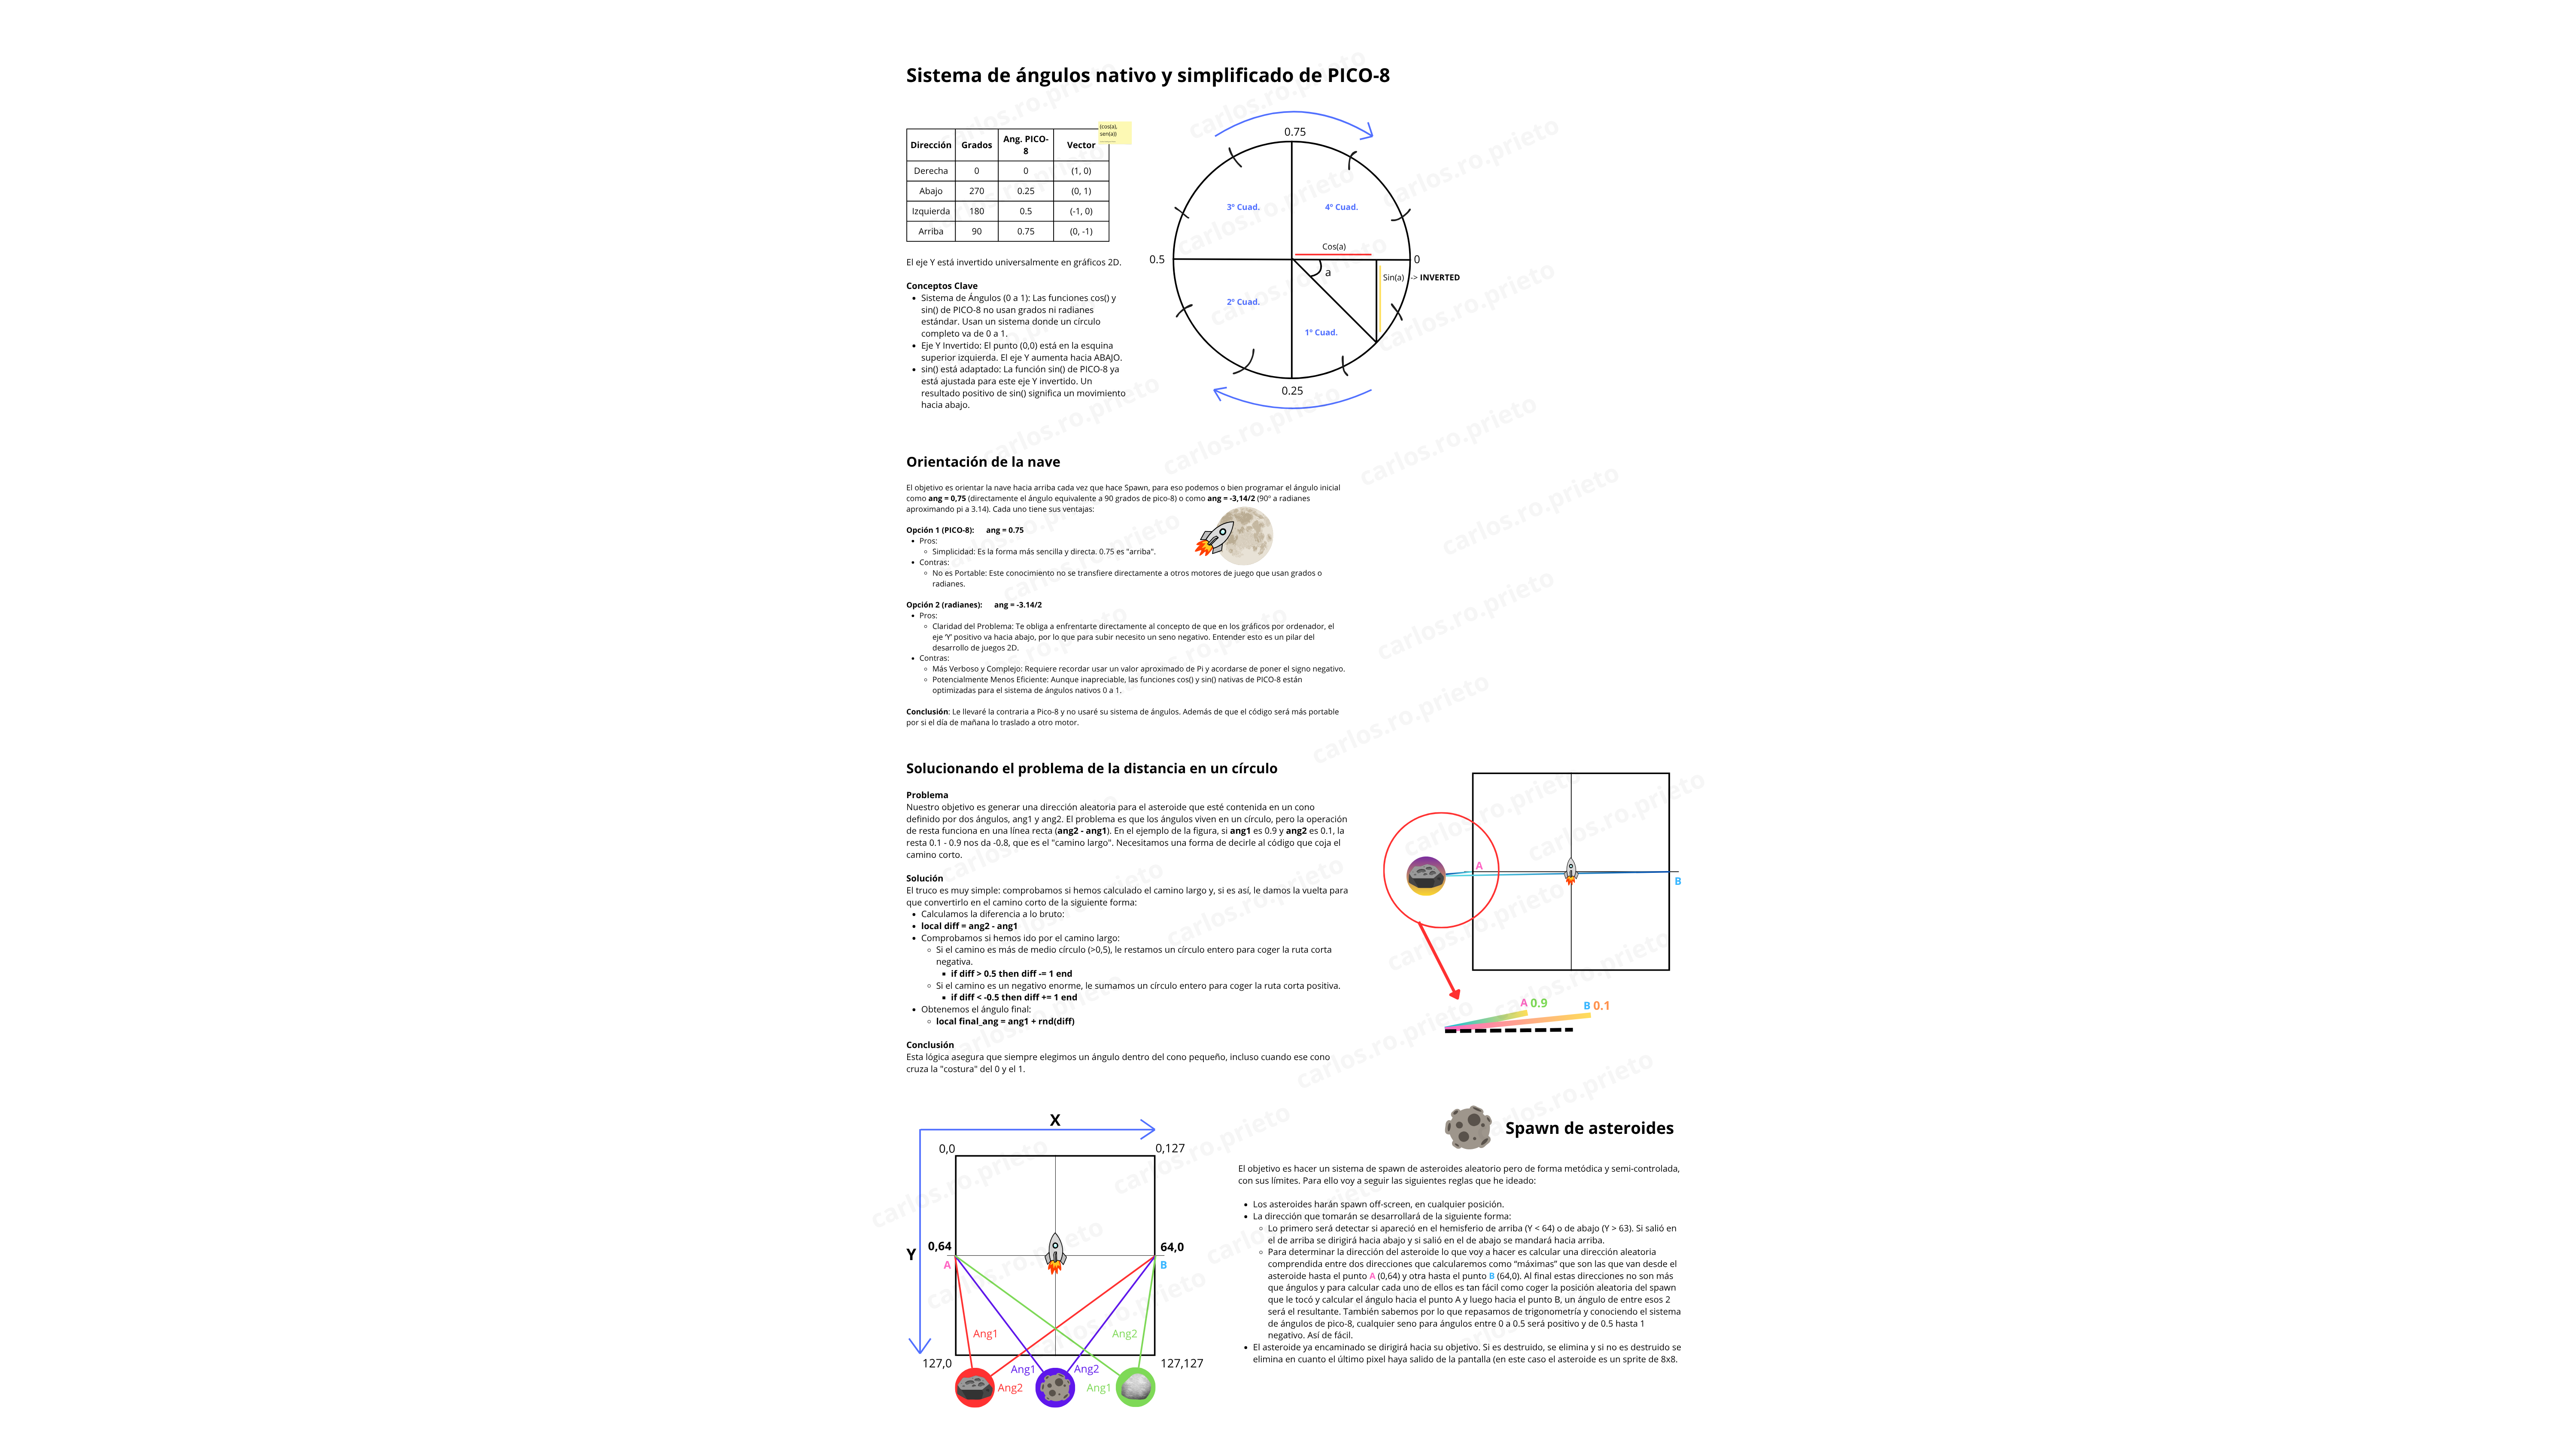 Sistema de ángulos nativo y simplificado de PICO-8
(cos(a),
sen(a))
Dirección Grados Ang. PICO-8 Vector
Derecha 0 0 (1, 0)
Abajo 270 0.25 (0, 1)
Izquierda 180 0.5 (-1, 0)
Arriba 90 0.75 (0, -1)
El eje Y está invertido universalmente en gráficos 2D.
Conceptos Clave
Sistema de Ángulos (0 a 1): Las funciones cos() y
sin() de PICO-8 no usan grados ni radianes
estándar. Usan un sistema donde un círculo
completo va de 0 a 1.
Eje Y Invertido: El punto (0,0) está en la esquina
superior izquierda. El eje Y aumenta hacia ABAJO.
sin() está adaptado: La función sin() de PICO-8 ya
está ajustada para este eje Y invertido. Un
resultado positivo de sin() significa un movimiento
hacia abajo.
0.75
3º Cuad.
4º Cuad.
Cos(a)
0.5
0
a
Sin(a) -> INVERTED
2º Cuad.
1º Cuad.
0.25
Orientación de la nave
El objetivo es orientar la nave hacia arriba cada vez que hace Spawn, para eso podemos o bien programar el ángulo inicial
como ang = 0,75 (directamente el ángulo equivalente a 90 grados de pico-8) o como ang = -3,14/2 (90º a radianes
aproximando pi a 3.14). Cada uno tiene sus ventajas:
Opción 1 (PICO-8): ang = 0.75
Pros:
Simplicidad: Es la forma más sencilla y directa. 0.75 es "arriba".
Contras:
No es Portable: Este conocimiento no se transfiere directamente a otros motores de juego que usan grados o
radianes.
Opción 2 (radianes): ang = -3.14/2
Pros:
Claridad del Problema: Te obliga a enfrentarte directamente al concepto de que en los gráficos por ordenador, el
eje 'Y' positivo va hacia abajo, por lo que para subir necesito un seno negativo. Entender esto es un pilar del
desarrollo de juegos 2D.
Contras:
Más Verboso y Complejo: Requiere recordar usar un valor aproximado de Pi y acordarse de poner el signo negativo.
Potencialmente Menos Eficiente: Aunque inapreciable, las funciones cos() y sin() nativas de PICO-8 están
optimizadas para el sistema de ángulos nativos 0 a 1.
Conclusión: Le llevaré la contraria a Pico-8 y no usaré su sistema de ángulos. Además de que el código será más portable
por si el día de mañana lo traslado a otro motor.
Solucionando el problema de la distancia en un círculo
Problema
Nuestro objetivo es generar una dirección aleatoria para el asteroide que esté contenida en un cono
definido por dos ángulos, ang1 y ang2. El problema es que los ángulos viven en un círculo, pero la operación
de resta funciona en una línea recta (ang2 - ang1). En el ejemplo de la figura, si ang1 es 0.9 y ang2 es 0.1, la
resta 0.1 - 0.9 nos da -0.8, que es el "camino largo". Necesitamos una forma de decirle al código que coja el
camino corto.
Solución
El truco es muy simple: comprobamos si hemos calculado el camino largo y, si es así, le damos la vuelta para
que convertirlo en el camino corto de la siguiente forma:
Calculamos la diferencia a lo bruto:
local diff = ang2 - ang1
Comprobamos si hemos ido por el camino largo:
Si el camino es más de medio círculo (>0,5), le restamos un círculo entero para coger la ruta corta
negativa.
if diff > 0.5 then diff -= 1 end
Si el camino es un negativo enorme, le sumamos un círculo entero para coger la ruta corta positiva.
if diff < -0.5 then diff += 1 end
Obtenemos el ángulo final:
local final_ang = ang1 + rnd(diff)
Conclusión
Esta lógica asegura que siempre elegimos un ángulo dentro del cono pequeño, incluso cuando ese cono
cruza la "costura" del 0 y el 1.
A
B
A 0.9
B 0.1
X
0,0
0,127
Y
0,64
64,0
A
B
Ang1
Ang2
127,0
127,127
Ang1
Ang2
Ang2
Ang1
Spawn de asteroides
El objetivo es hacer un sistema de spawn de asteroides aleatorio pero de forma metódica y semi-controlada,
con sus límites. Para ello voy a seguir las siguientes reglas que he ideado:
Los asteroides harán spawn off-screen, en cualquier posición.
La dirección que tomarán se desarrollará de la siguiente forma:
Lo primero será detectar si apareció en el hemisferio de arriba (Y < 64) o de abajo (Y > 63). Si salió en
el de arriba se dirigirá hacia abajo y si salió en el de abajo se mandará hacia arriba.
Para determinar la dirección del asteroide lo que voy a hacer es calcular una dirección aleatoria
comprendida entre dos direcciones que calcularemos como “máximas” que son las que van desde el
asteroide hasta el punto A (0,64) y otra hasta el punto B (64,0). Al final estas direcciones no son más
que ángulos y para calcular cada uno de ellos es tan fácil como coger la posición aleatoria del spawn
que le tocó y calcular el ángulo hacia el punto A y luego hacia el punto B, un ángulo de entre esos 2
será el resultante. También sabemos por lo que repasamos de trigonometría y conociendo el sistema
de ángulos de pico-8, cualquier seno para ángulos entre 0 a 0.5 será positivo y de 0.5 hasta 1
negativo. Así de fácil.
El asteroide ya encaminado se dirigirá hacia su objetivo. Si es destruido, se elimina y si no es destruido se
elimina en cuanto el último pixel haya salido de la pantalla (en este caso el asteroide es un sprite de 8x8.
carlos.ro.prieto